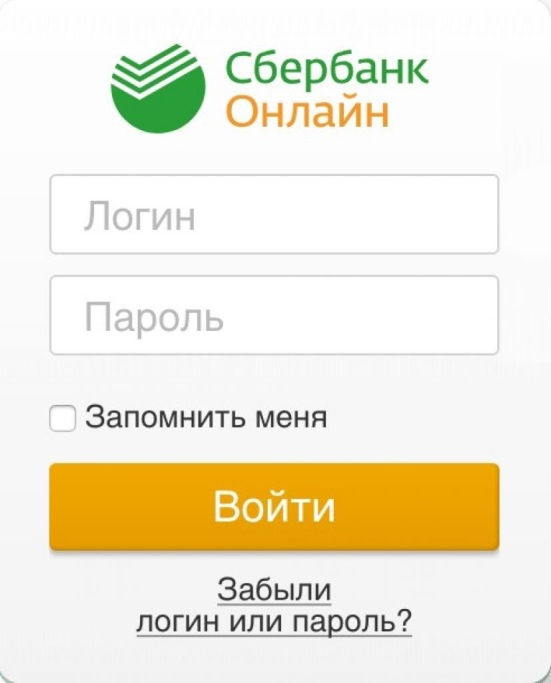 Сбербанк
Онлайн
Логин
Пароль
Запомнить меня
Войти
Забыли
логин или пароль?